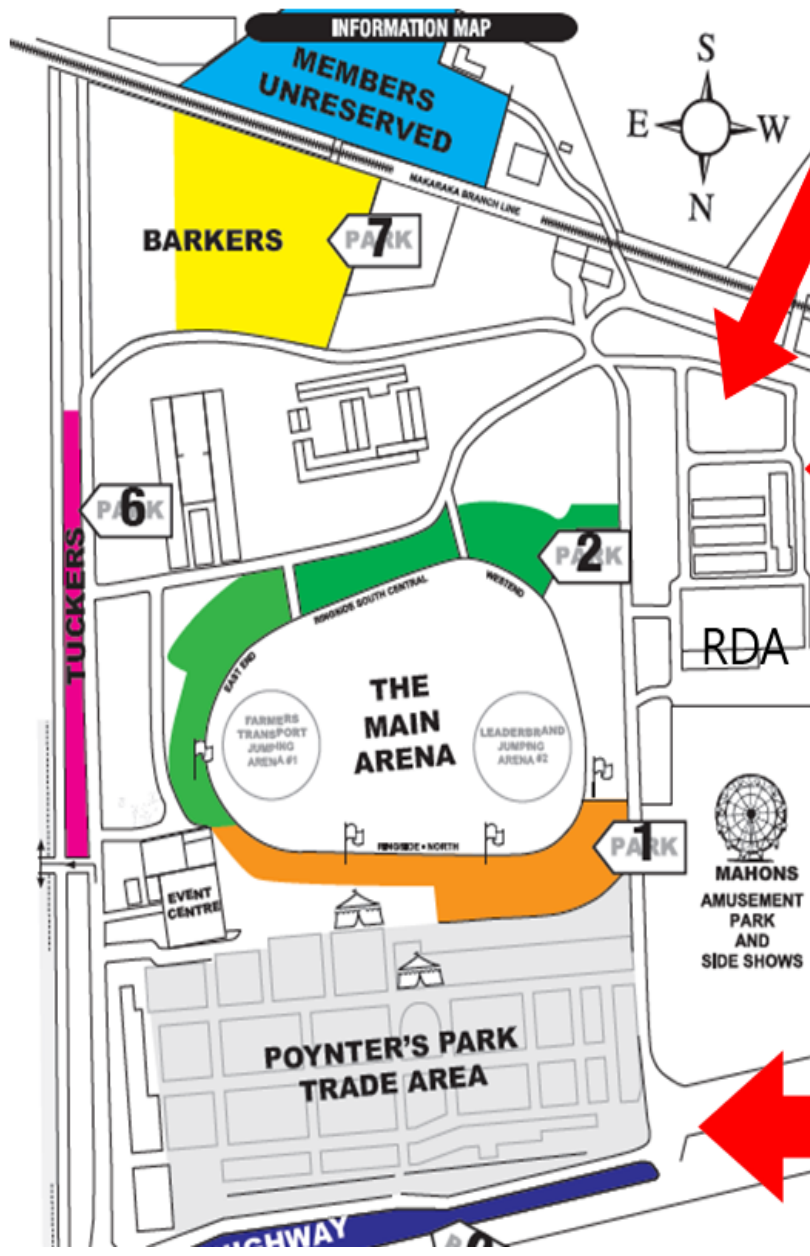 INFORMATION MAP
MEMBERS
UNRESERVED
S
E
W
N
MAKARAKA BRANCH LINE
BARKERS
PARK
7
PARK
6
TUCKERS
PARK
2
RINGSIDE SOUTH CENTRAL
WESTEND
EAST END
RDA
THE
MAIN
ARENA
FARMERS
TRANSPORT
JUMPING
ARENA #1
LEADERBRAND
JUMPING
ARENA #2
RINGSIDE • NORTH
PARK
1
MAHONS
AMUSEMENT
PARK
AND
SIDE SHOWS
EVENT
CENTRE
POYNTER'S PARK
TRADE AREA
HIGHWAY